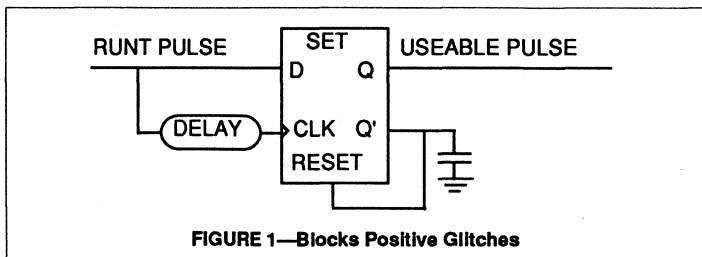 SET
RUNT PULSE
USEABLE PULSE
D Q
DELAY
CLK Q'
RESET
FIGURE 1—Blocks Positive Glitches